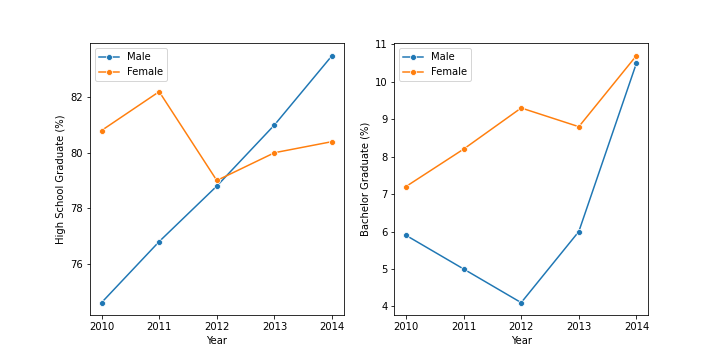 Male
Female
High School Graduate (%)
82
80
78
76
2010 2011 2012 2013 2014
Year
Male
Female
Bachelor Graduate (%)
11
10
9
8
7
6
5
4
2010 2011 2012 2013 2014
Year